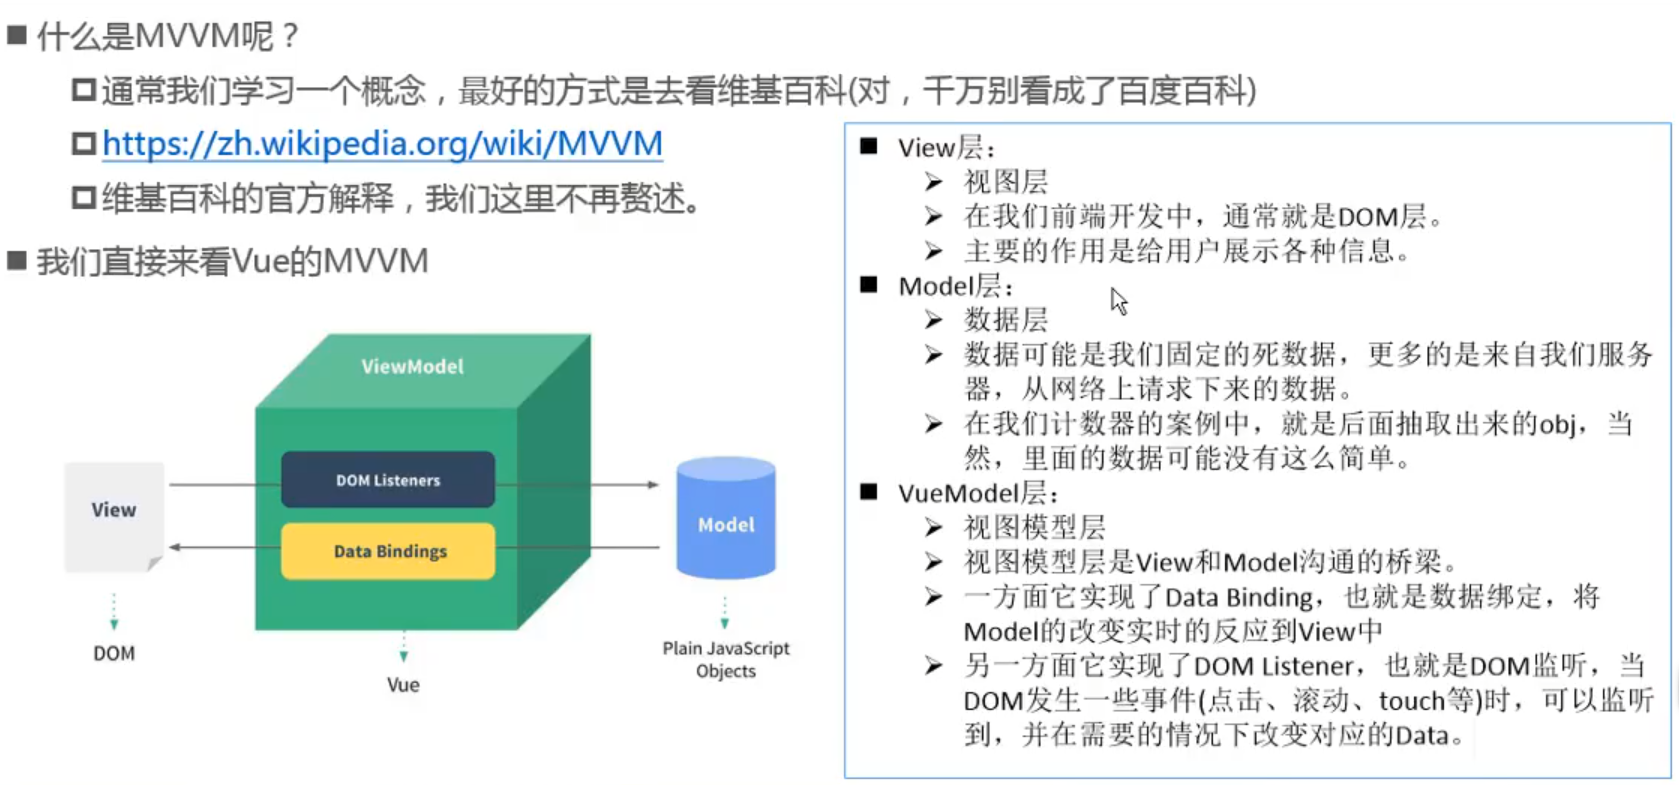 什么是MVVM呢？
通常我们学习一个概念，最好的方式是去看维基百科(对，千万别看成了百度百科)
https://zh.wikipedia.org/wiki/MVVM
维基百科的官方解释，我们这里不再赘述。
我们直接来看Vue的MVVM
ViewModel
DOM Listeners
View
Model
Data Bindings
DOM
Vue
Plain JavaScript
Objects
View层：
视图层
在我们前端开发中，通常就是DOM层。
主要的作用是给用户展示各种信息。
Model层：
数据层
数据可能是我们固定的死数据，更多的是来自我们服务
器，从网络上请求下来的数据。
在我们计数器的案例中，就是后面抽取出来的obj，当
然，里面的数据可能没有这么简单。
VueModel层：
视图模型层
视图模型层是View和Model沟通的桥梁。
一方面它实现了Data Binding，也就是数据绑定，将
Model的改变实时的反应到View中
另一方面它实现了DOM Listener，也就是DOM监听，当
DOM发生一些事件(点击、滚动、touch等)时，可以监听
到，并在需要的情况下改变对应的Data。